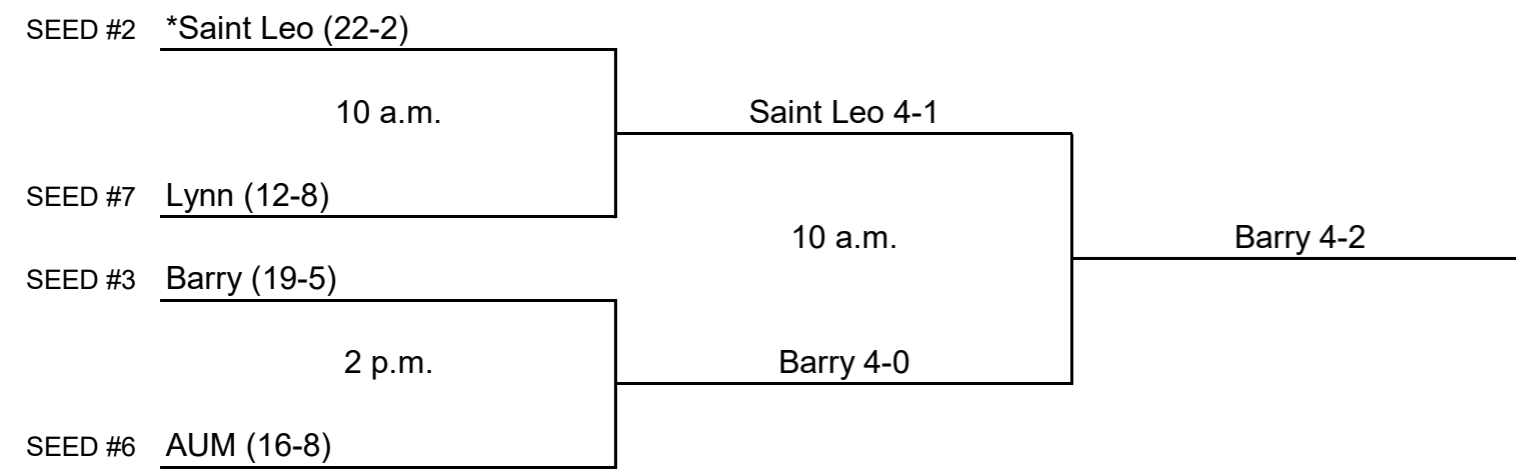 SEED #2 *Saint Leo (22-2)
10 a.m.
Saint Leo 4-1
SEED #7 Lynn (12-8)
10 a.m.
Barry 4-2
SEED #3 Barry (19-5)
2 p.m.
Barry 4-0
SEED #6 AUM (16-8)